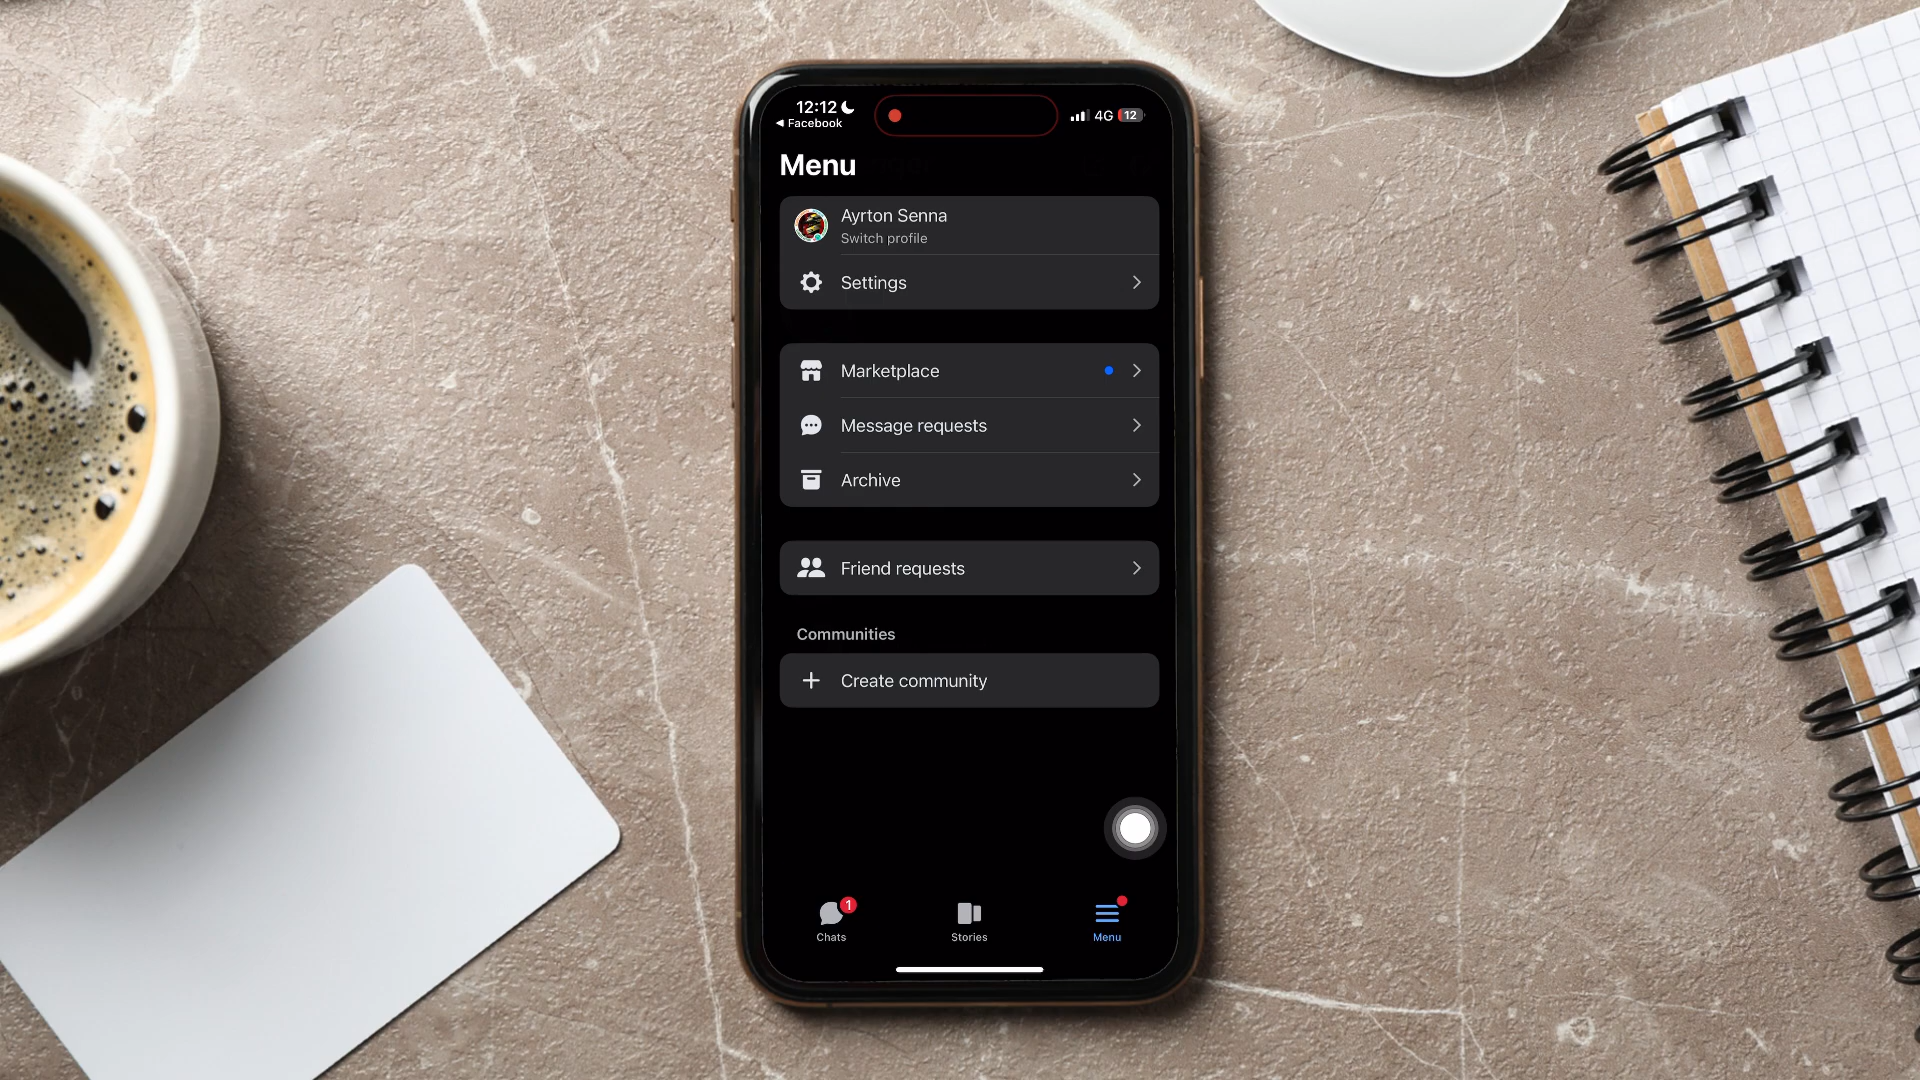 12:12
4G 12
◀ Facebook
Menu
Ayrton Senna
Switch profile
Settings
Marketplace
Message requests
Archive
Friend requests
Communities
Create community
1
Chats
Stories
Menu